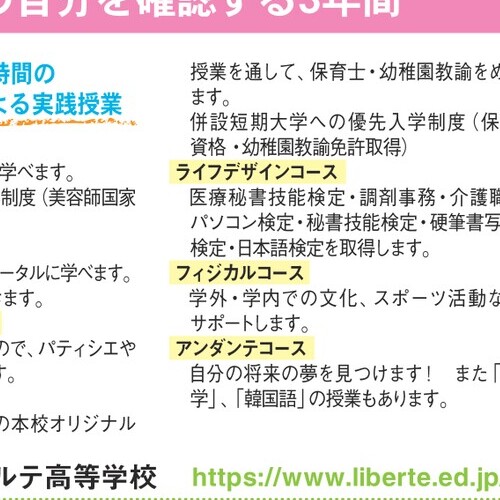 の自分を確認する3年間
時間の
よる実践授業
学べます。
制度（美容師国家
ータルに学べます。
ます。
ので、パティシエや
す。
の本校オリジナル
授業を通して、保育士・幼稚園教諭をめ
ます。
併設短期大学への優先入学制度（保
資格・幼稚園教諭免許取得）
ライフデザインコース
医療秘書技能検定・調剤事務・介護職
パソコン検定・秘書技能検定・硬筆書写
検定・日本語検定を取得します。
フィジカルコース
学外・学内での文化、スポーツ活動な
サポートします。
アンダンテコース
自分の将来の夢を見つけます！ また「
学」、「韓国語」の授業もあります。
ルテ高等学校 https://www.liberte.ed.jp